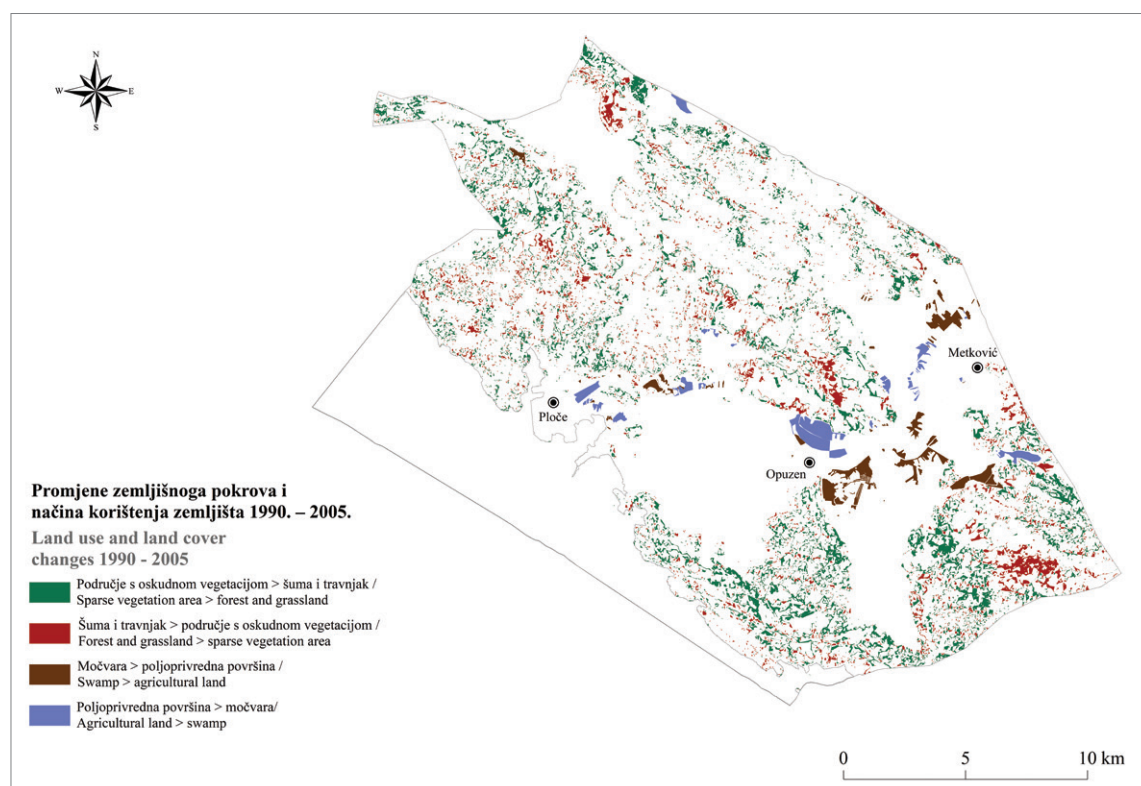 N
W
E
S
Metković
Ploče
Opuzen
Promjene zemljišnoga pokrova i
načina korištenja zemljišta 1990. – 2005.
Land use and land cover
changes 1990 - 2005
Područje s oskudnom vegetacijom > šuma i travnjak /
Sparse vegetation area > forest and grassland
Šuma i travnjak > područje s oskudnom vegetacijom /
Forest and grassland > sparse vegetation area
Močvara > poljoprivredna površina /
Swamp > agricultural land
Poljoprivredna površina > močvara/
Agricultural land > swamp
0 5 10 km